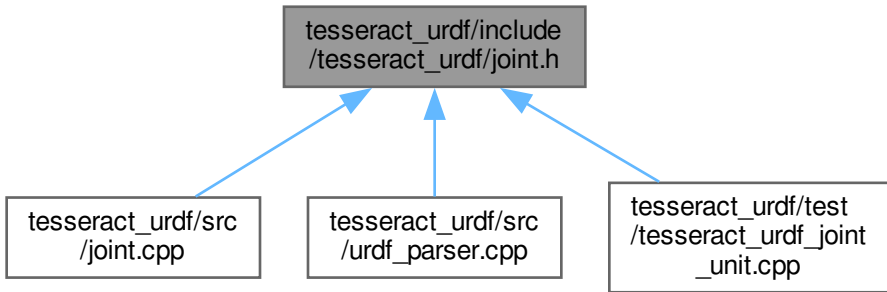 tesseract_urdf/include
/tesseract_urdf/joint.h
tesseract_urdf/src
/joint.cpp
tesseract_urdf/src
/urdf_parser.cpp
tesseract_urdf/test
/tesseract_urdf_joint
_unit.cpp